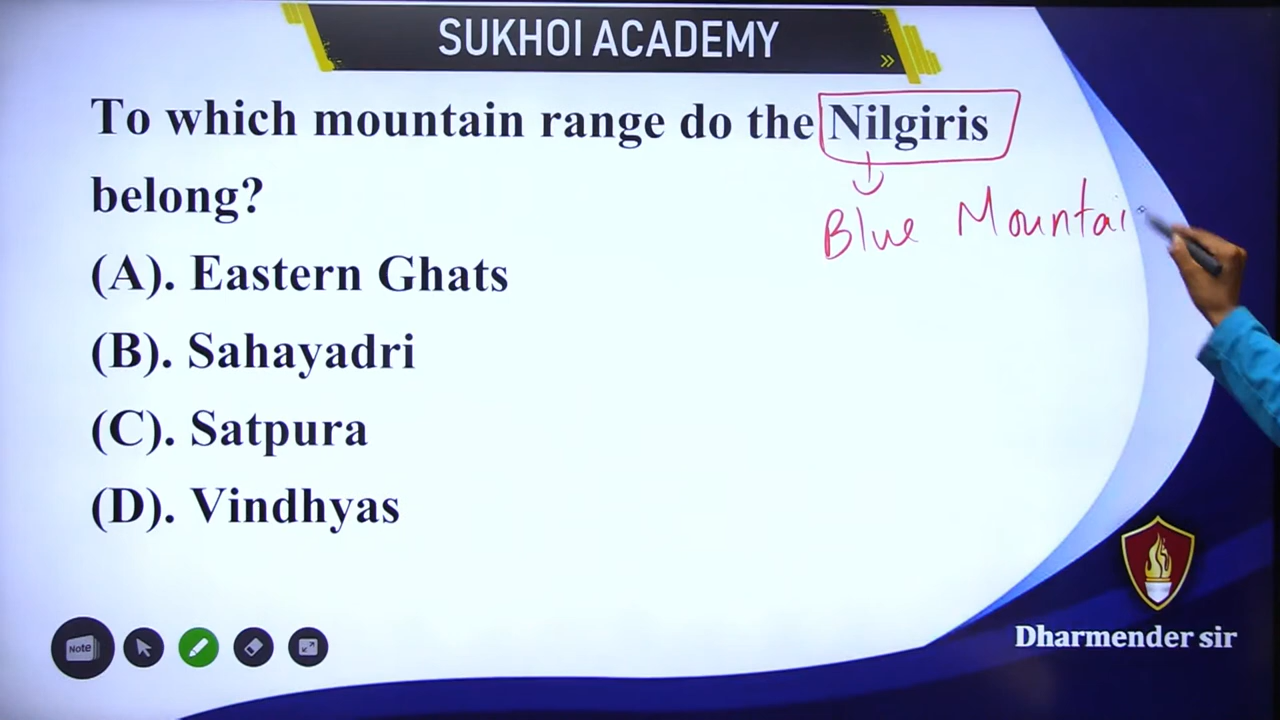 SUKHOI ACADEMY
To which mountain range do the Nilgiris
belong?
Blue Mountai
(A). Eastern Ghats
(B). Sahayadri
(C). Satpura
(D). Vindhyas
Note
Dharmender sir